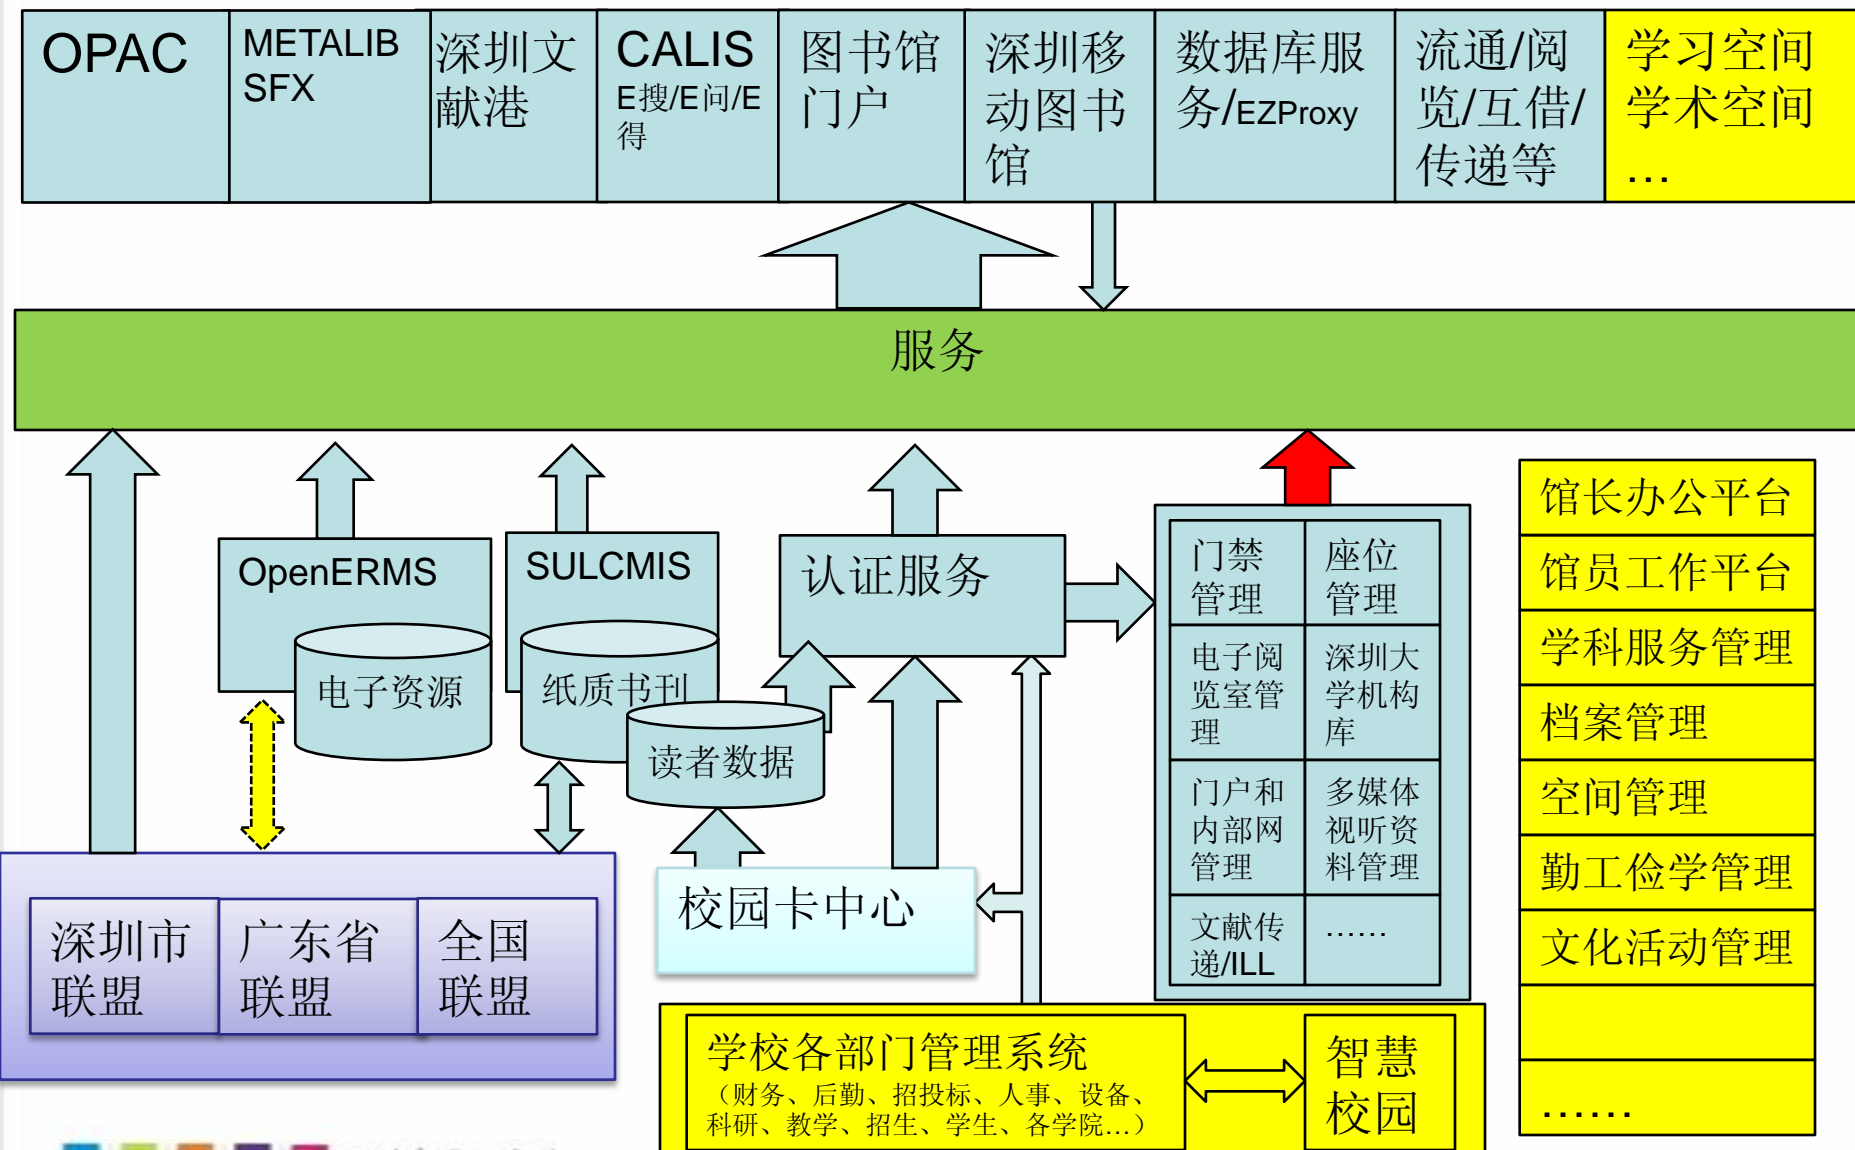 OPAC
METALIB
SFX
深圳文
献港
CALIS
E搜/E问/E
得
图书馆
门户
深圳移
动图书
馆
数据库服
务/EZProxy
流通/阅
览/互借/
传递等
学习空间
学术空间
…
服务
OpenERMS
电子资源
SULCMIS
纸质书刊
读者数据
认证服务
门禁
管理
座位
管理
电子阅
览室管
理
深圳大
学机构
库
门户和
内部网
管理
多媒体
视听资
料管理
文献传
递/ILL
……
馆长办公平台
馆员工作平台
学科服务管理
档案管理
空间管理
勤工俭学管理
文化活动管理
……
深圳市
联盟
广东省
联盟
全国
联盟
校园卡中心
学校各部门管理系统
（财务、后勤、招投标、人事、设备、
科研、教学、招生、学生、各学院…）
智慧
校园